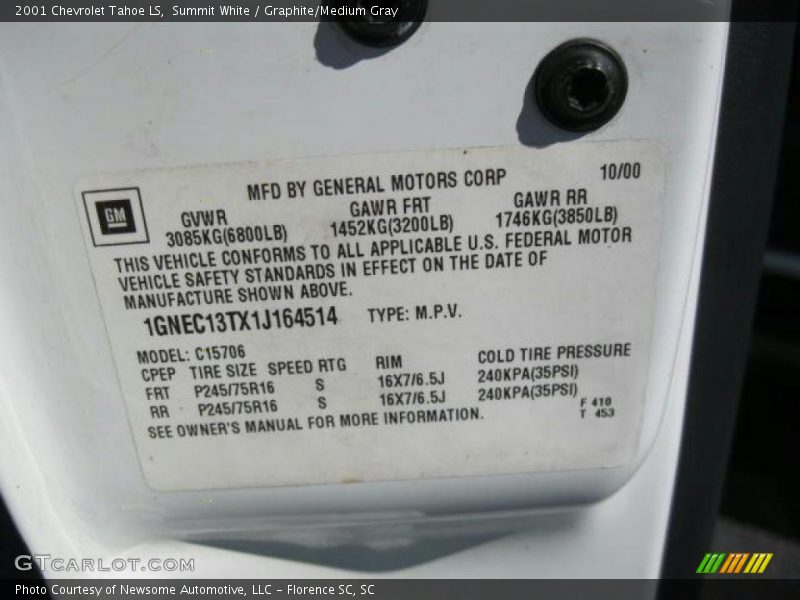 2001 Chevrolet Tahoe LS, Summit White / Graphite/Medium Gray
MFD BY GENERAL MOTORS CORP 10/00
GM
GVWR GAWR FRT GAWR RR
3085KG(6800LB) 1452KG(3200LB) 1746KG(3850LB)
THIS VEHICLE CONFORMS TO ALL APPLICABLE U.S. FEDERAL MOTOR
VEHICLE SAFETY STANDARDS IN EFFECT ON THE DATE OF
MANUFACTURE SHOWN ABOVE.
1GNEC13TX1J164514 TYPE: M.P.V.
MODEL: C15706
CPEP TIRE SIZE SPEED RTG RIM COLD TIRE PRESSURE
FRT P245/75R16 S 16X7/6.5J 240KPA(35PSI)
RR P245/75R16 S 16X7/6.5J 240KPA(35PSI)
SEE OWNER'S MANUAL FOR MORE INFORMATION.
F 410
T 453
GTCARLOT.COM
Photo Courtesy of Newsome Automotive, LLC - Florence SC, SC